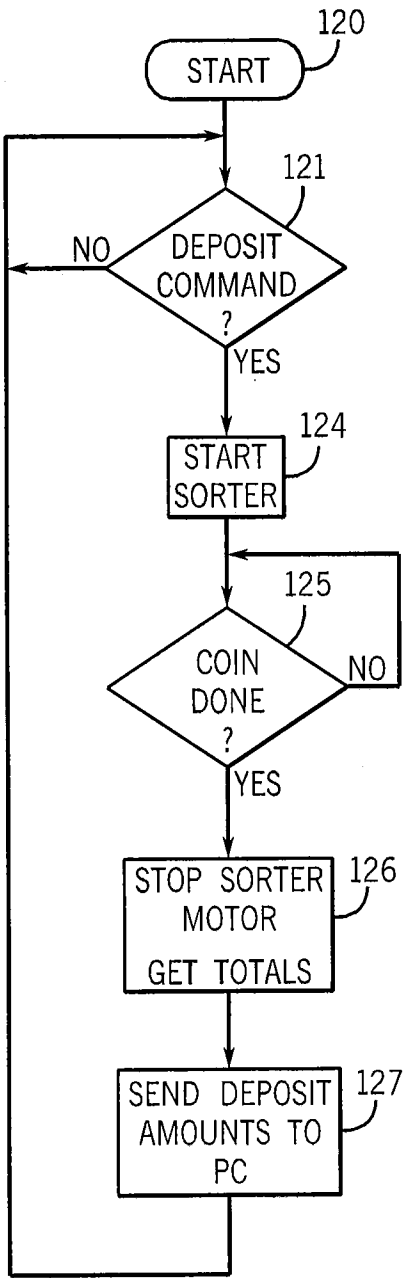 120
START
121
NO
DEPOSIT
COMMAND
?
YES
124
START
SORTER
125
COIN
DONE
?
NO
YES
126
STOP SORTER
MOTOR
GET TOTALS
127
SEND DEPOSIT
AMOUNTS TO
PC